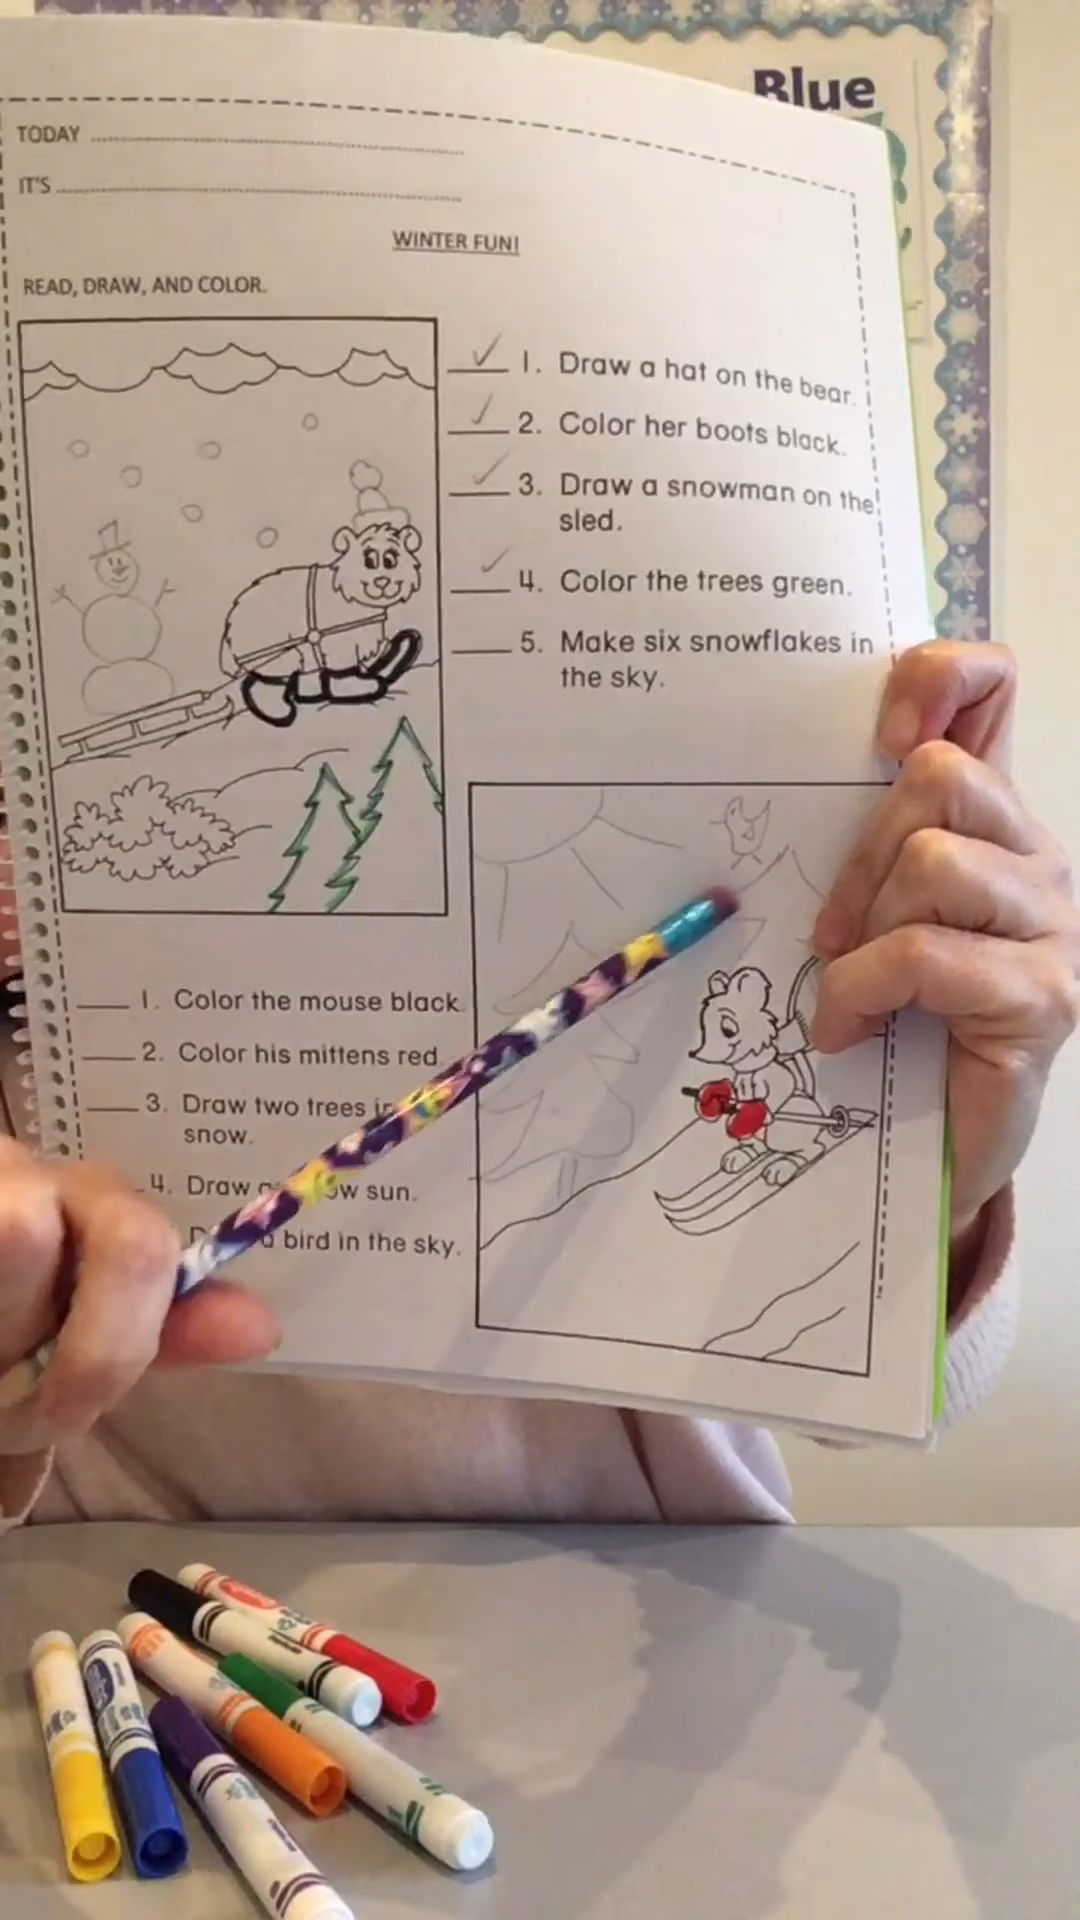 Blue
TODAY
IT'S
WINTER FUN!
READ, DRAW, AND COLOR.
1. Draw a hat on the bear.
2. Color her boots black.
3. Draw a snowman on the
sled.
4. Color the trees green.
5. Make six snowflakes in
the sky.
1. Color the mouse black.
2. Color his mittens red.
3. Draw two trees in
snow.
4. Draw sun.
bird in the sky.